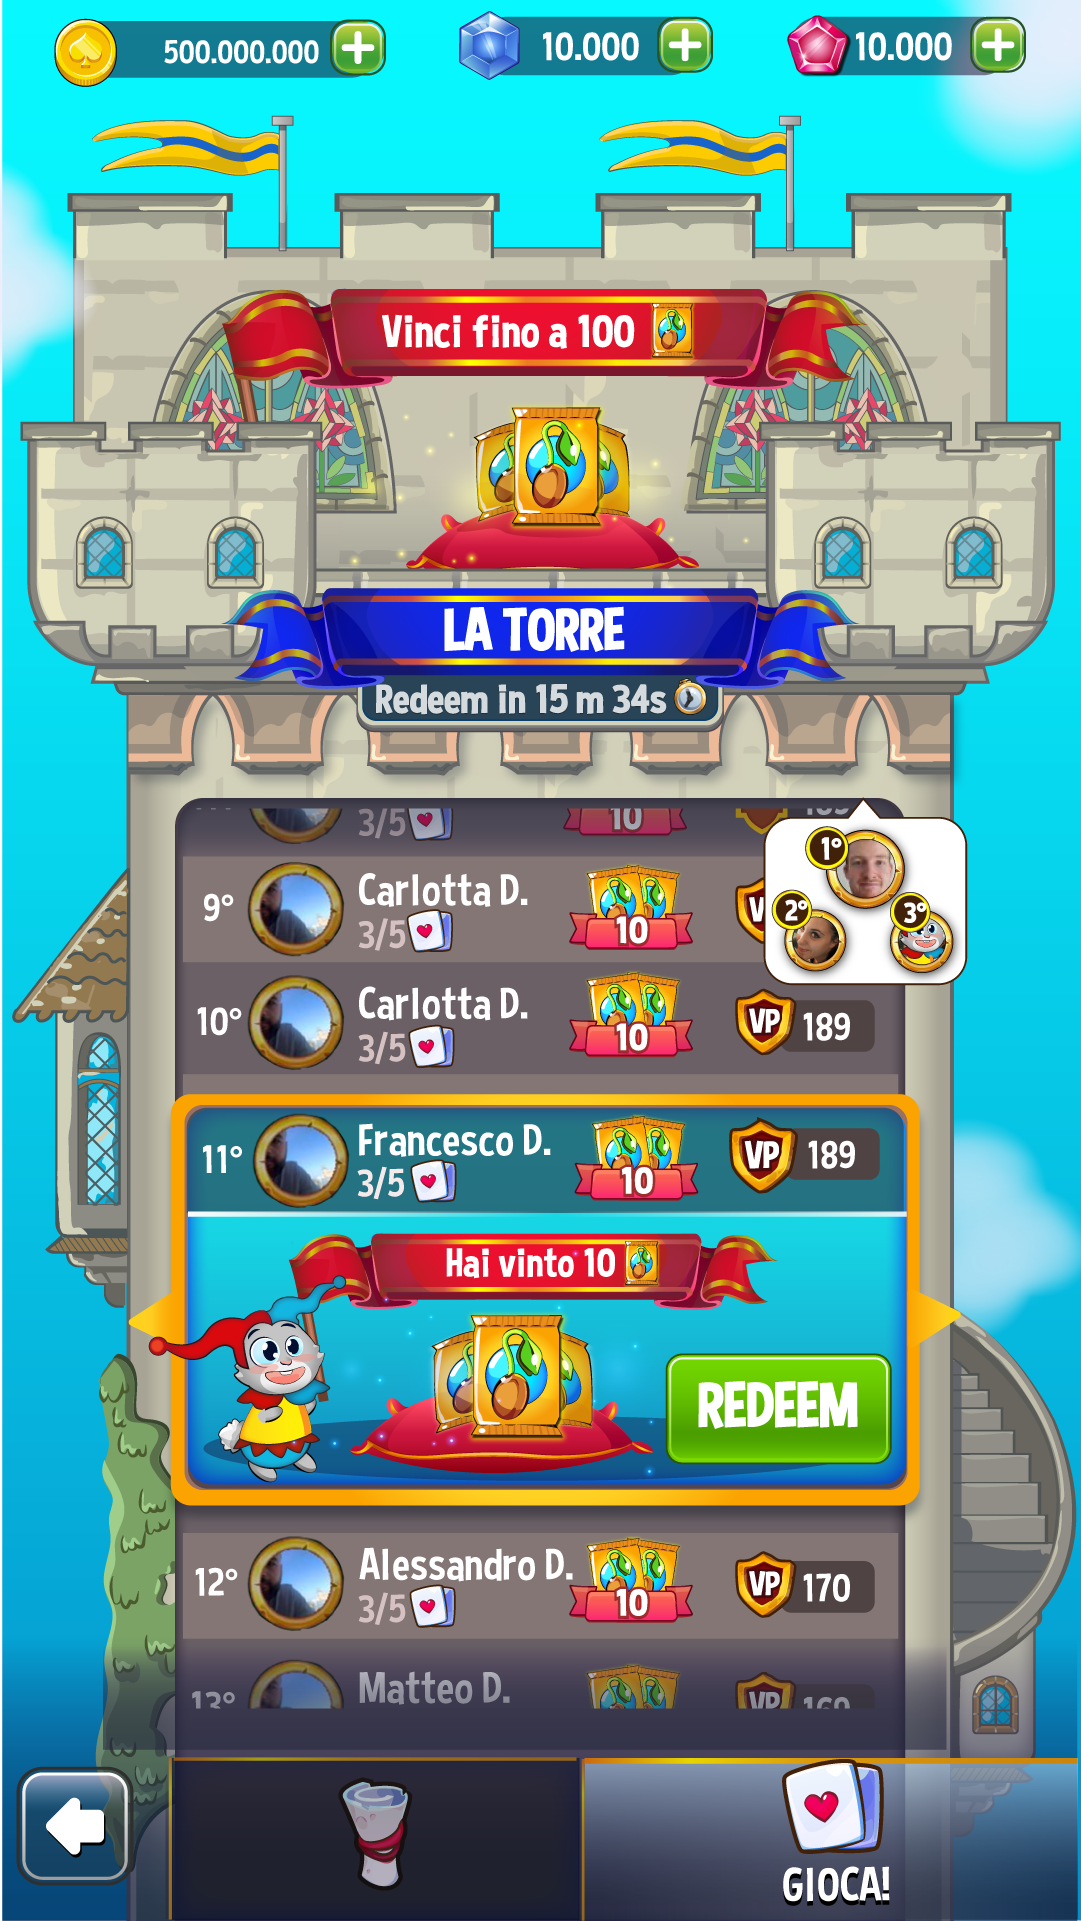 500.000.000
10.000
10.000
Vinci fino a 100
LA TORRE
Redeem in 15 m 34s
3/5
10
1°
2°
3°
9°
Carlotta D.
3/5
10
10°
Carlotta D.
3/5
10
VP
189
11°
Francesco D.
3/5
10
VP
189
Hai vinto 10
REDEEM
12°
Alessandro D.
3/5
10
VP
170
13°
Matteo D.
VP
GIOCA!